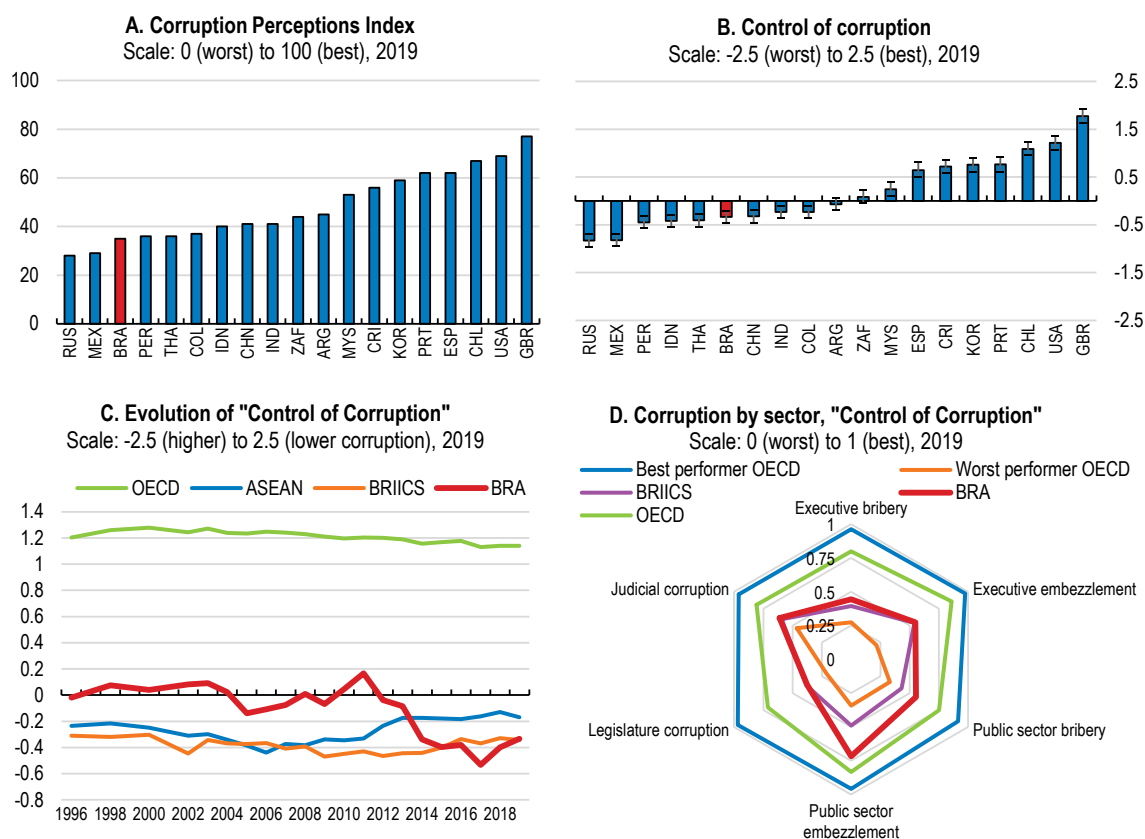 A. Corruption Perceptions Index
Scale: 0 (worst) to 100 (best), 2019
100
80
60
40
20
0
RUS
MEX
BRA
PER
THA
COL
IDN
CHN
IND
ZAF
ARG
MYS
CRI
KOR
PRT
ESP
CHL
USA
GBR
B. Control of corruption
Scale: -2.5 (worst) to 2.5 (best), 2019
2.5
1.5
0.5
-0.5
-1.5
-2.5
RUS
MEX
PER
IDN
THA
BRA
CHN
IND
COL
ARG
ZAF
MYS
ESP
CRI
KOR
PRT
CHL
USA
GBR
C. Evolution of "Control of Corruption"
Scale: -2.5 (higher) to 2.5 (lower corruption), 2019
OECD ASEAN BRIICS BRA
1.4
1.2
1
0.8
0.6
0.4
0.2
0
-0.2
-0.4
-0.6
-0.8
1996 1998 2000 2002 2004 2006 2008 2010 2012 2014 2016 2018
D. Corruption by sector, "Control of Corruption"
Scale: 0 (worst) to 1 (best), 2019
Best performer OECD Worst performer OECD
BRIICS BRA
OECD
Executive bribery
1
0.75
0.5
0.25
0
Judicial corruption
Executive embezzlement
Legislature corruption
Public sector bribery
Public sector
embezzlement